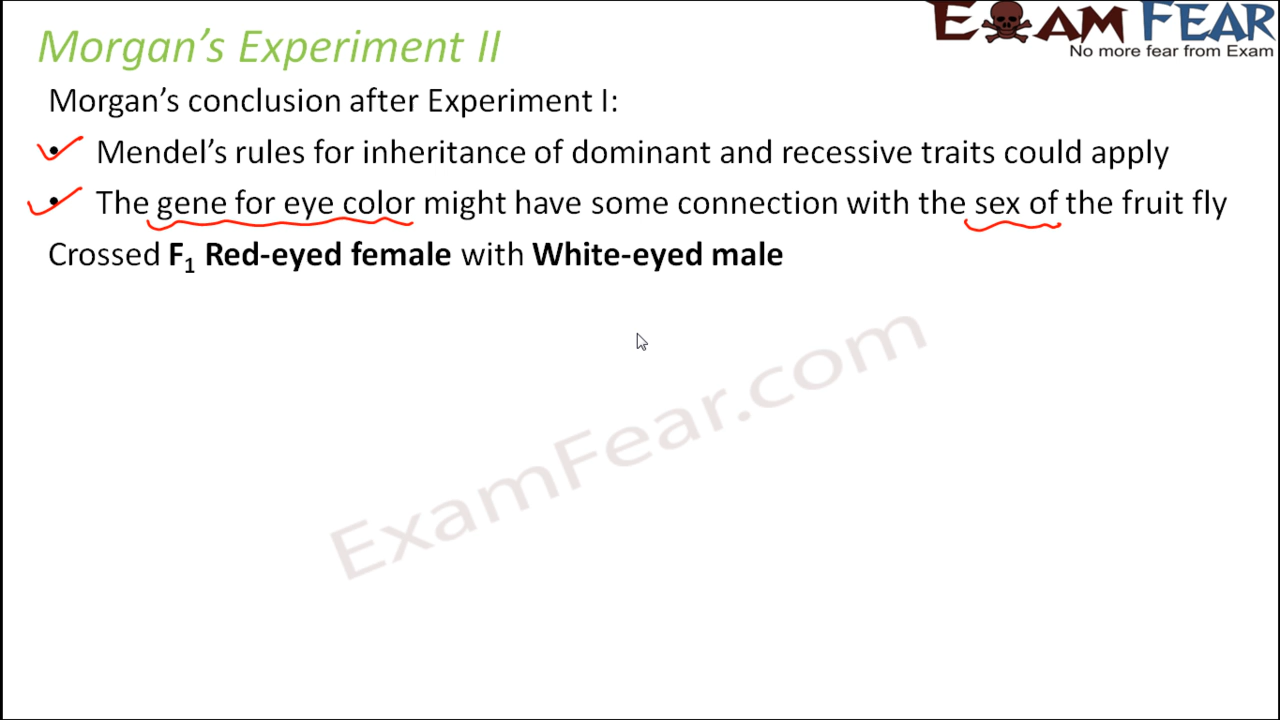 Morgan's Experiment II
EXAM FEAR
No more fear from Exam
Morgan's conclusion after Experiment I:
• Mendel's rules for inheritance of dominant and recessive traits could apply
• The gene for eye color might have some connection with the sex of the fruit fly
Crossed F₁ Red-eyed female with White-eyed male
ExamFear.com